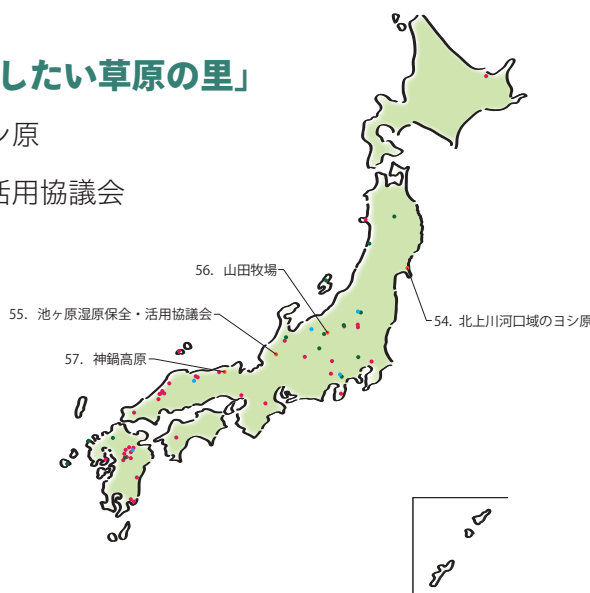 したい草原の里」
シ原
活用協議会
56. 山田牧場
55. 池ヶ原湿原保全・活用協議会
54. 北上川河口域のヨシ原
57. 神鍋高原